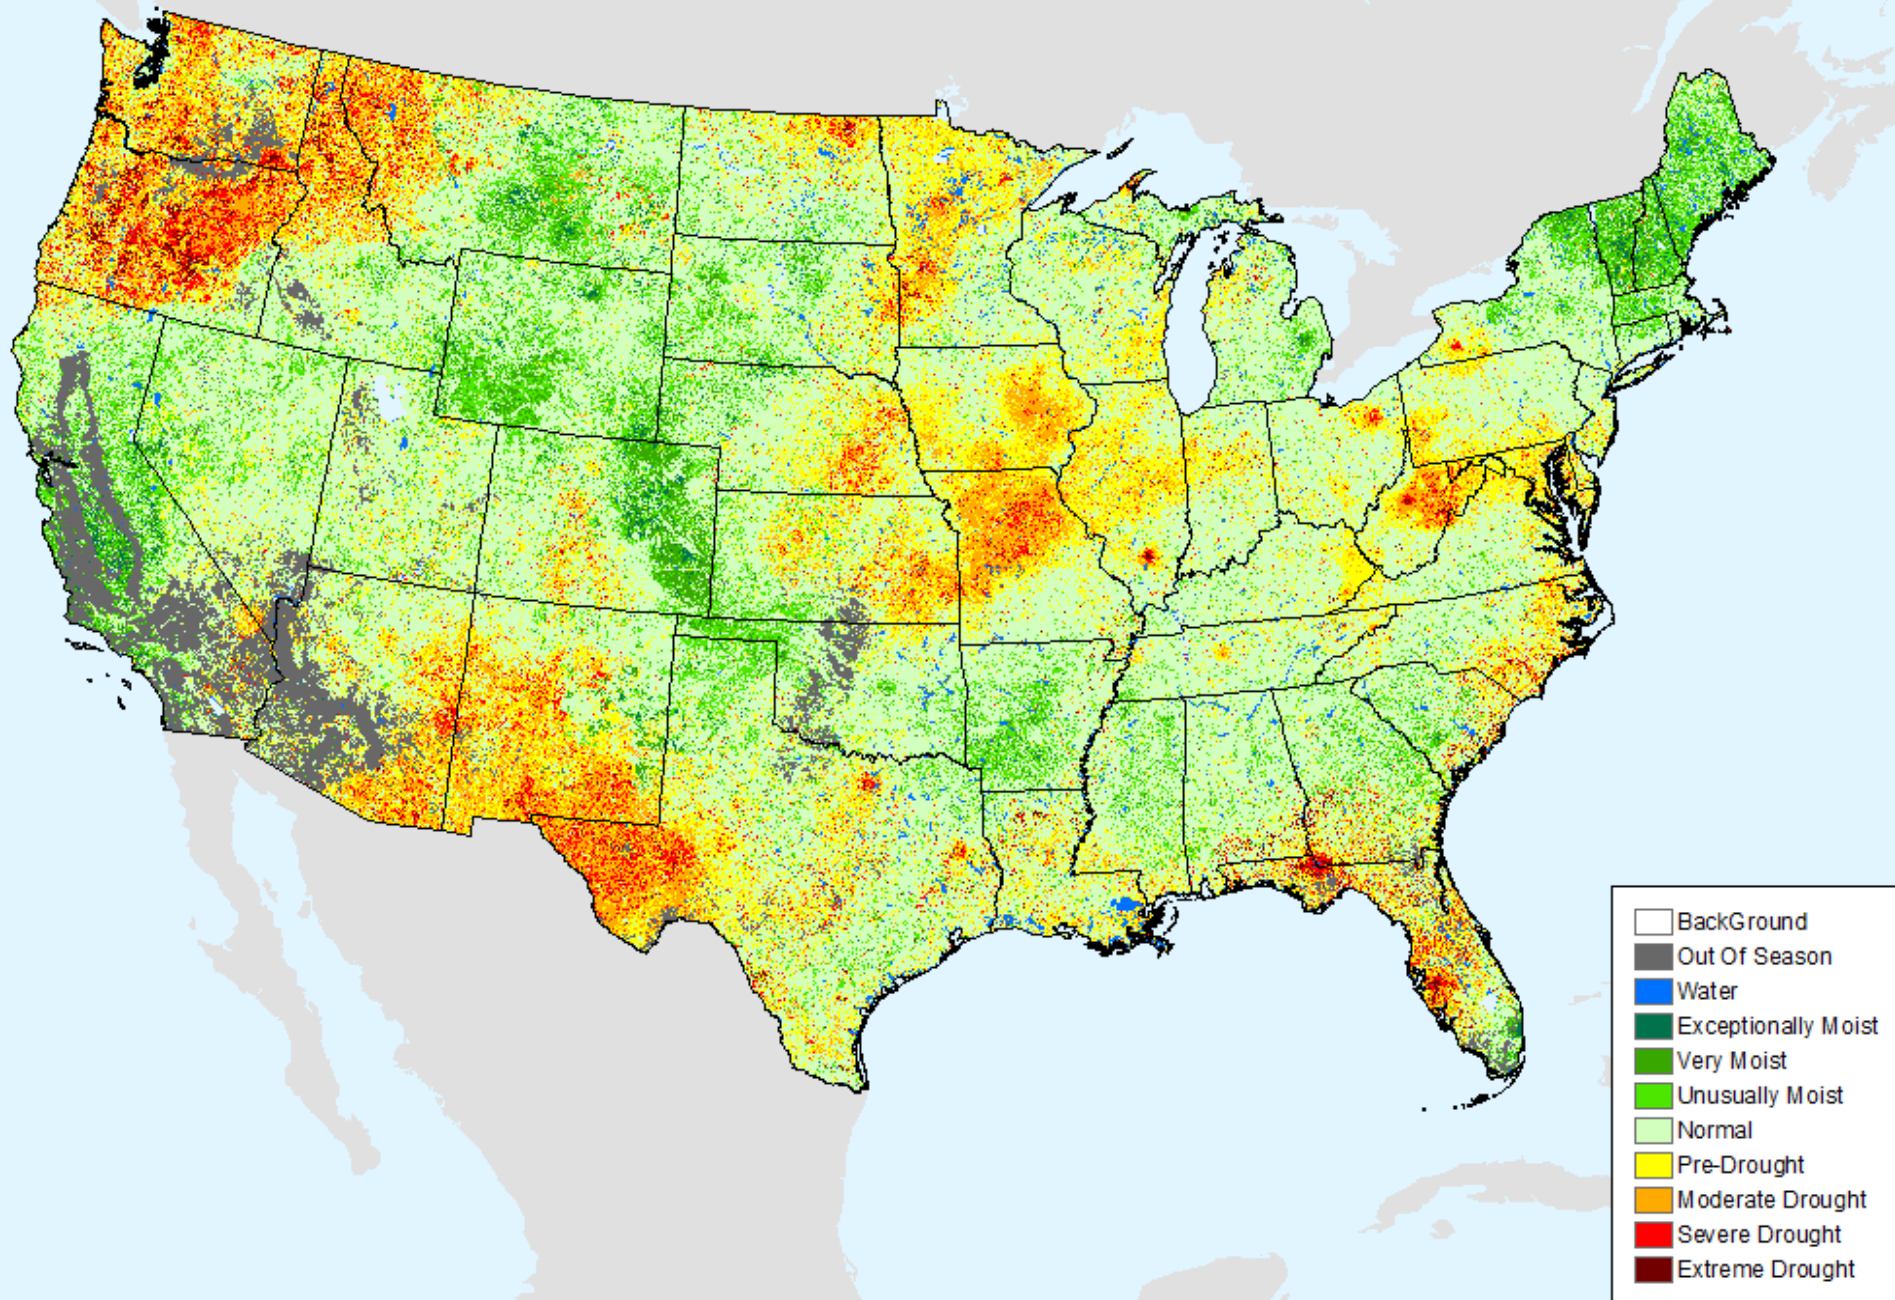 BackGround
Out Of Season
Water
Exceptionally Moist
Very Moist
Unusually Moist
Normal
Pre-Drought
Moderate Drought
Severe Drought
Extreme Drought